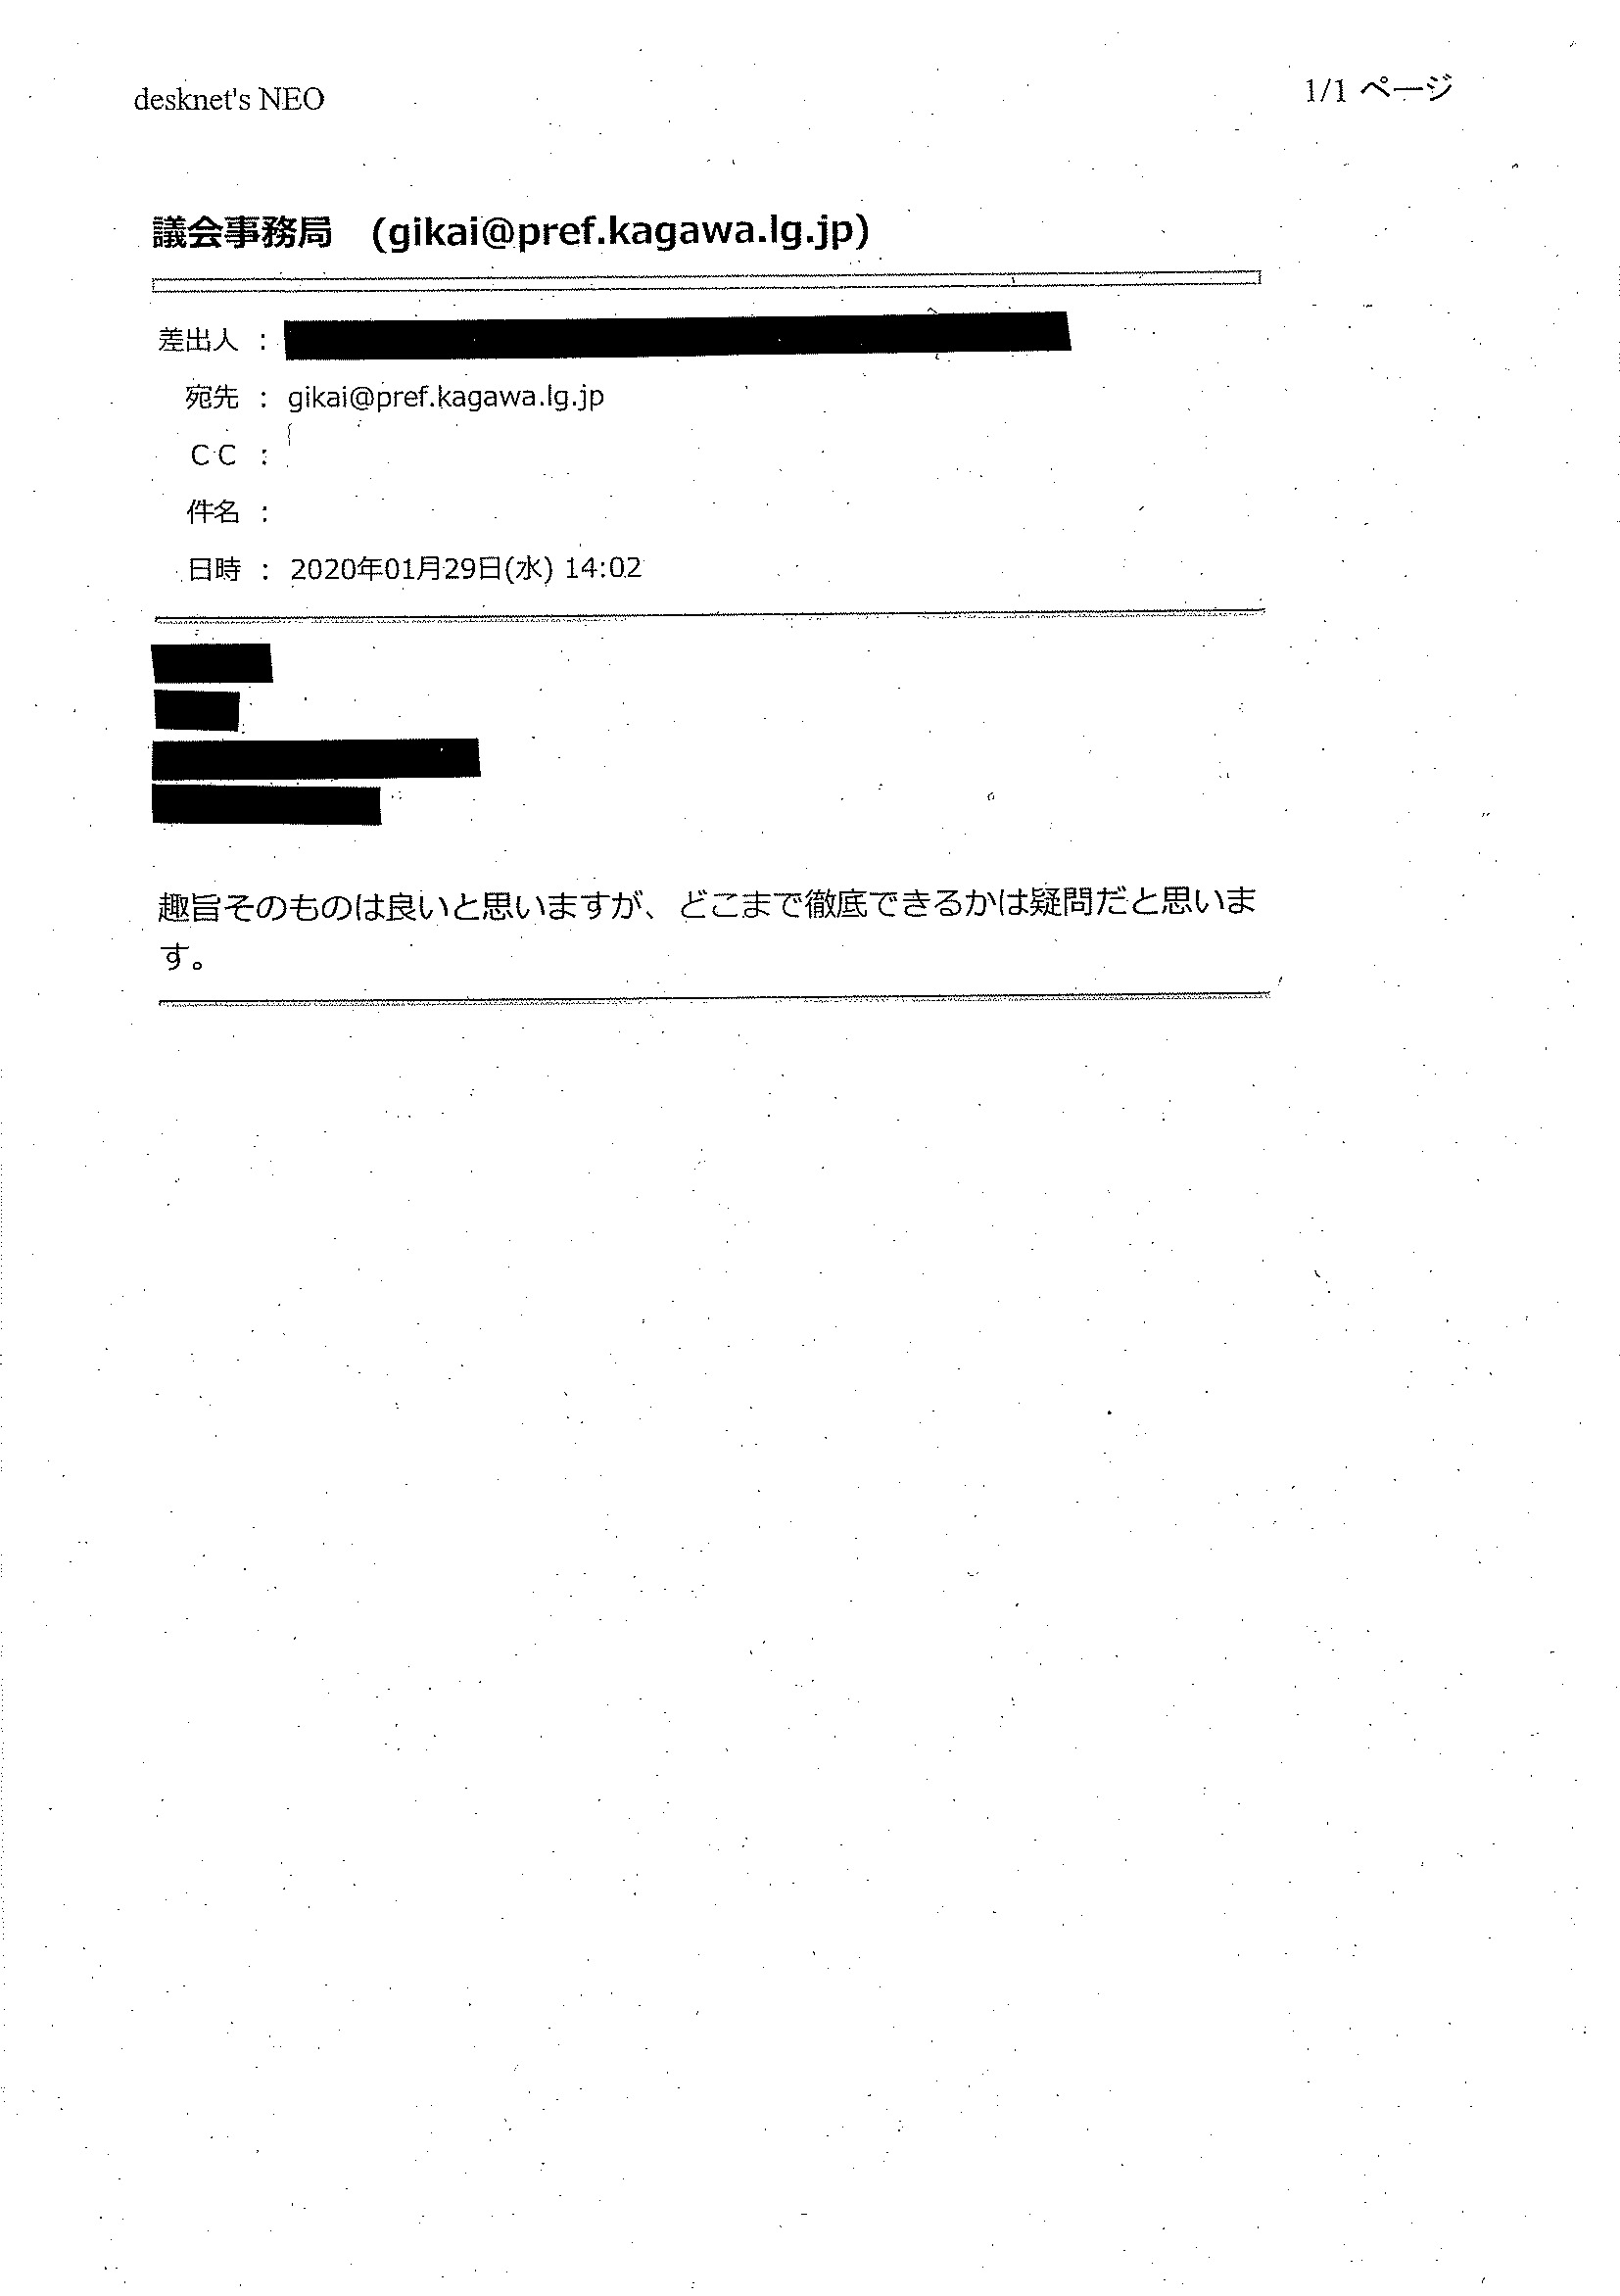 desknet's NEO
1/1 ページ
議会事務局　(gikai@pref.kagawa.lg.jp)
差出人 :
宛先 : gikai@pref.kagawa.lg.jp
CC :
件名 :
日時 : 2020年01月29日(水) 14:02
趣旨そのものは良いと思いますが、どこまで徹底できるかは疑問だと思いま
す。